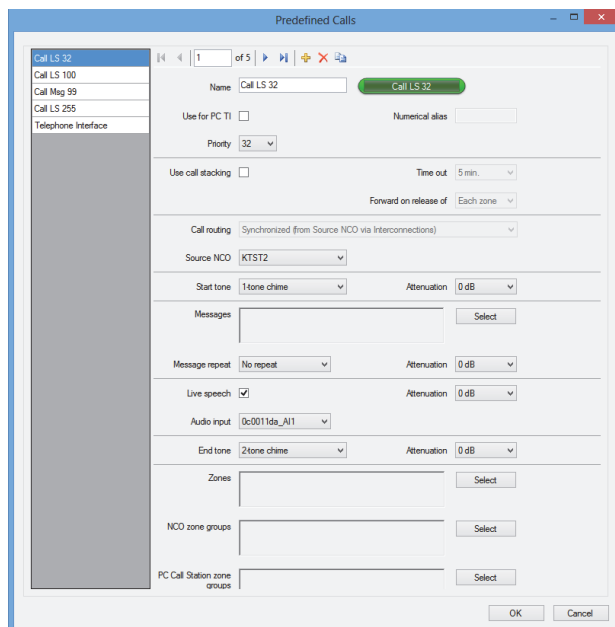 Predefined Calls
Call LS 32
Call LS 100
Call Msg 99
Call LS 255
Telephone Interface
1 of 5
Name Call LS 32 Call LS 32
Use for PC TI Numerical alias
Priority 32
Use call stacking Time out 5 min.
Forward on release of Each zone
Call routing Synchronized (from Source NCO via Interconnections)
Source NCO KTST2
Start tone 1-tone chime Attenuation 0 dB
Messages Select
Message repeat No repeat Attenuation 0 dB
Live speech Attenuation 0 dB
Audio input 0c0011da_AI1
End tone 2-tone chime Attenuation 0 dB
Zones Select
NCO zone groups Select
PC Call Station zone Select
groups
OK Cancel